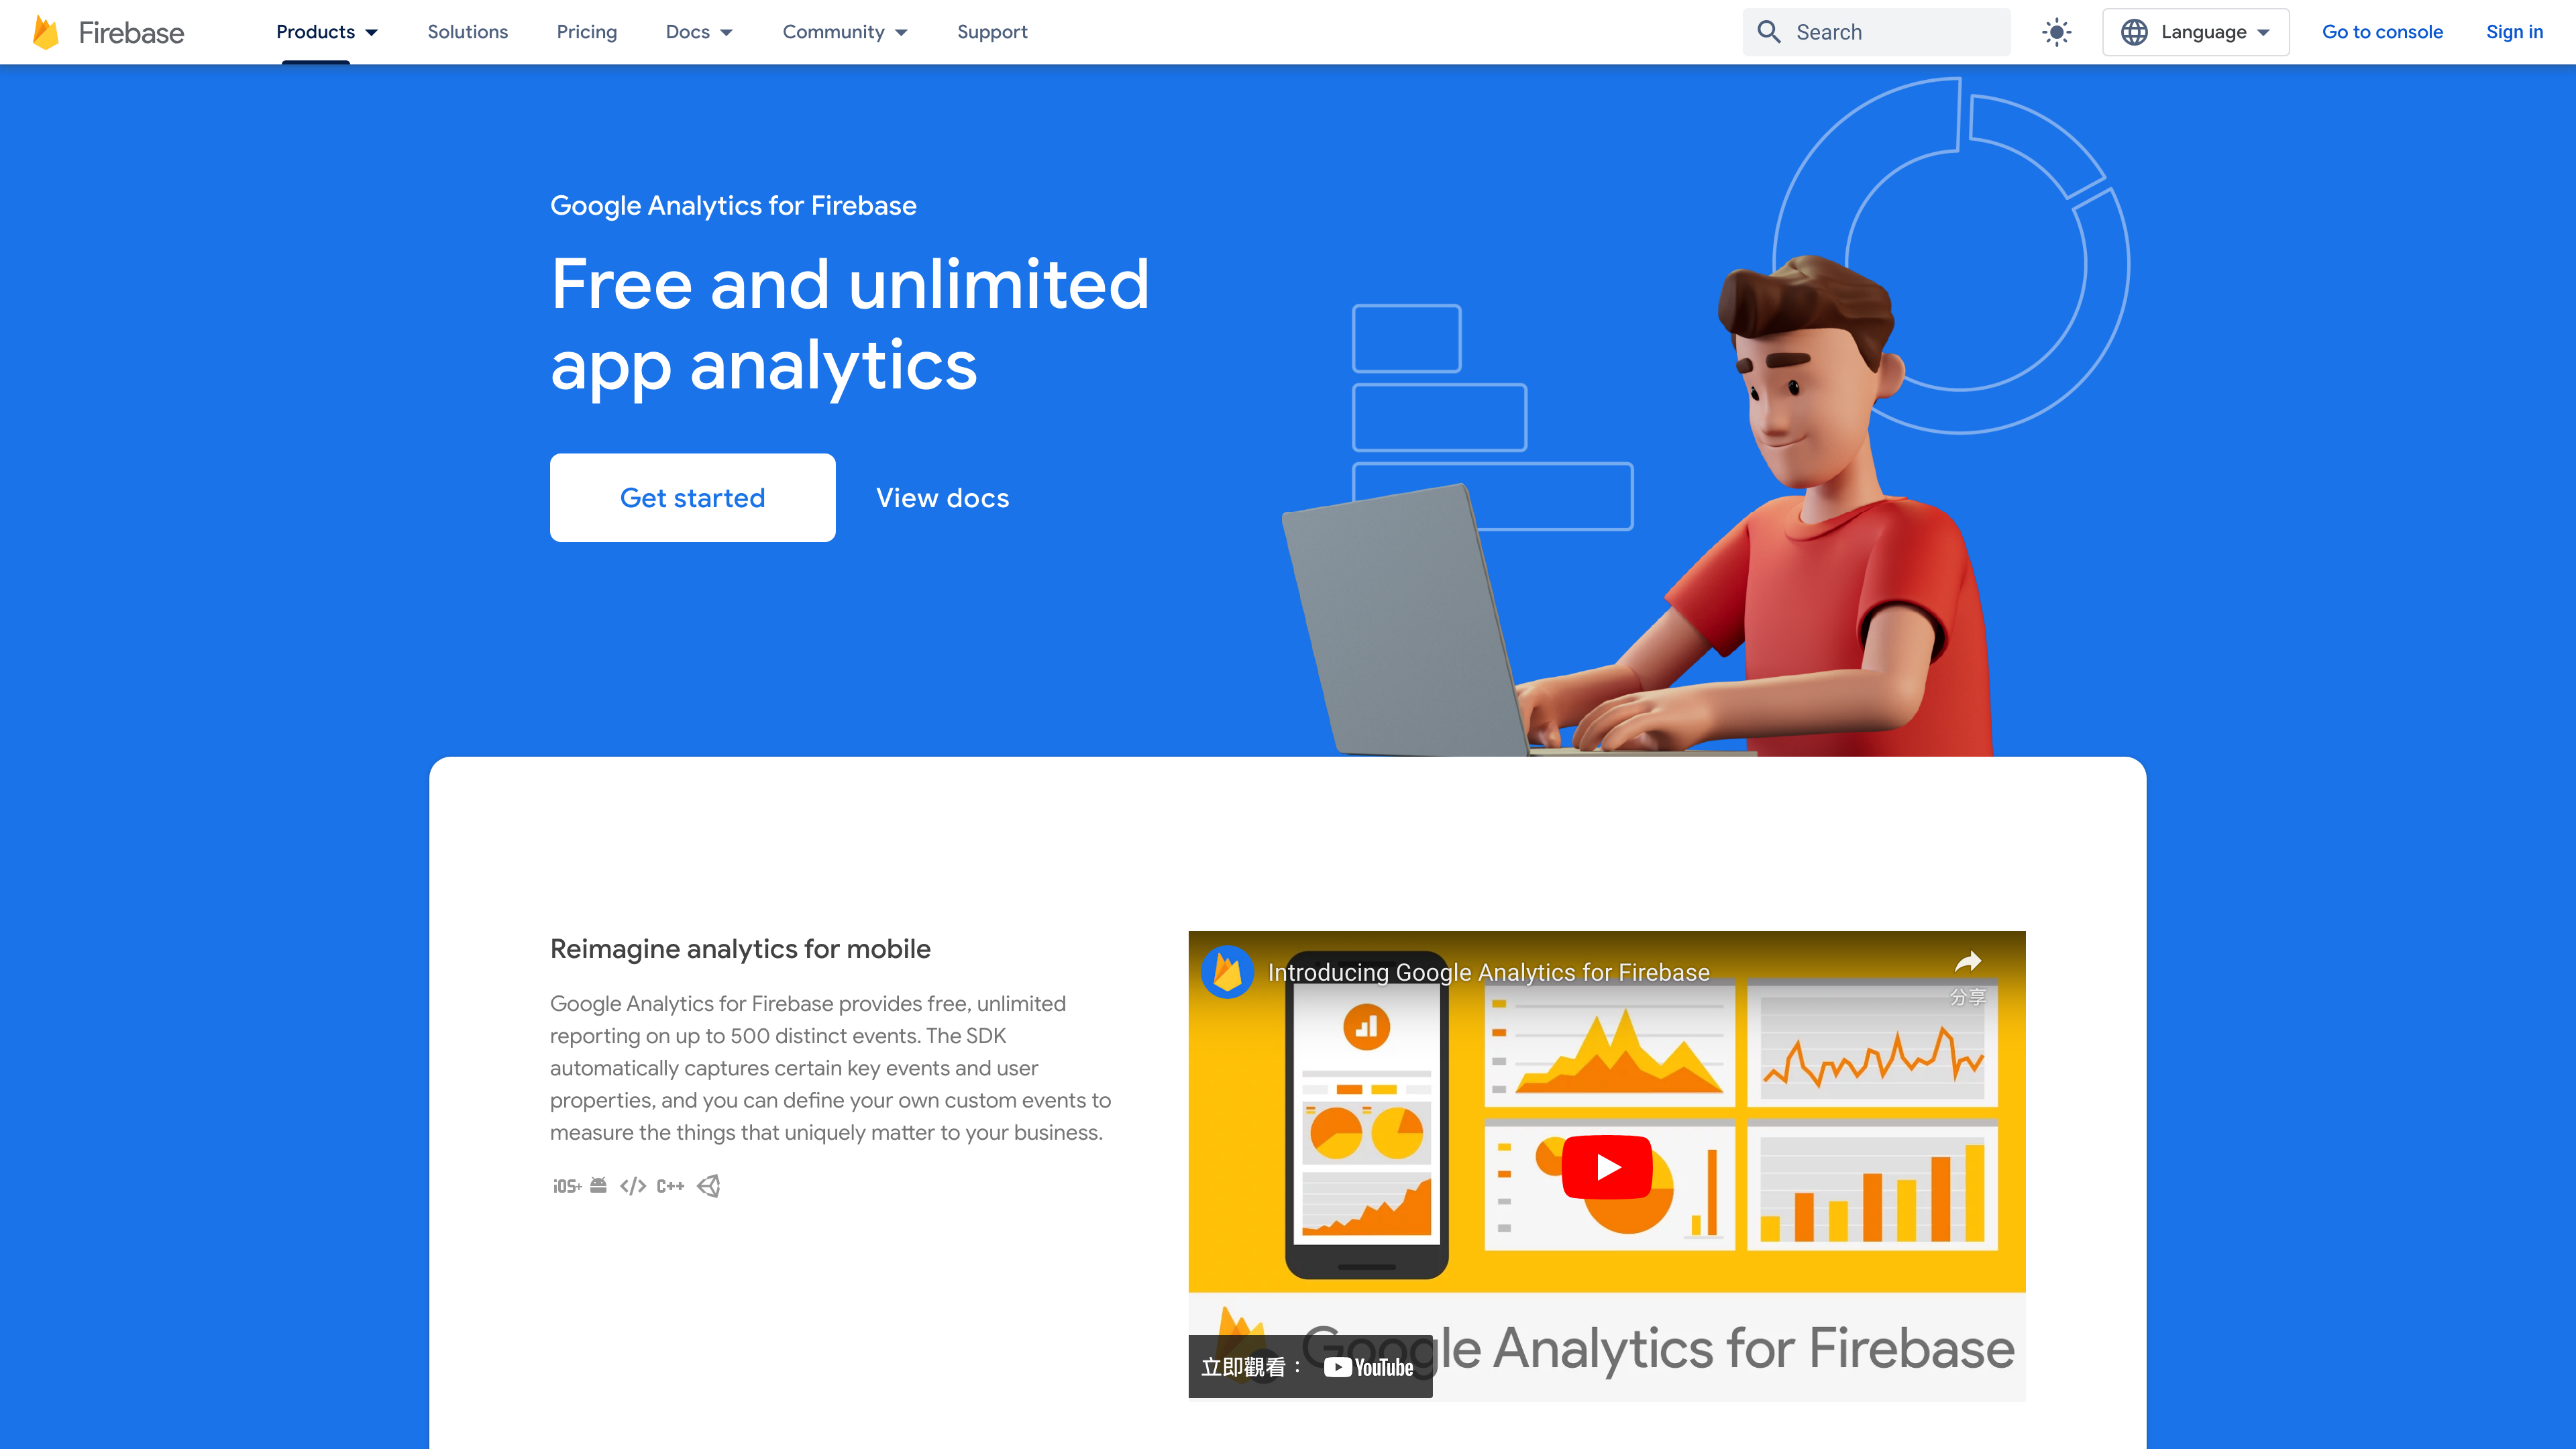 Firebase
Products
Solutions
Pricing
Docs
Community
Support
Search
Language
Go to console
Sign in
Google Analytics for Firebase
Free and unlimited
app analytics
Get started
View docs
Reimagine analytics for mobile
Google Analytics for Firebase provides free, unlimited
reporting on up to 500 distinct events. The SDK
automatically captures certain key events and user
properties, and you can define your own custom events to
measure the things that uniquely matter to your business.
iOS+
</>
C++
Introducing Google Analytics for Firebase
分享
Google Analytics for Firebase
立即觀看：
YouTube